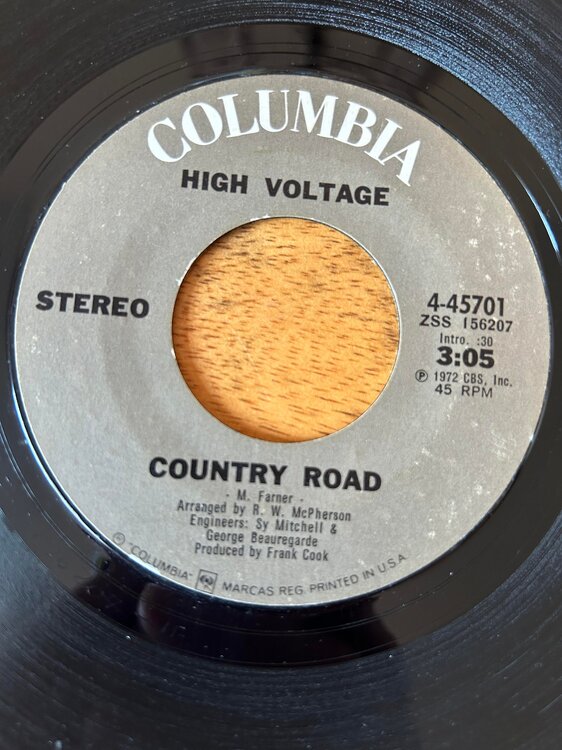 COLUMBIA
HIGH VOLTAGE
STEREO
4-45701
ZSS 156207
Intro. :30
3:05
Ⓟ 1972 CBS, Inc.
45 RPM
COUNTRY ROAD
- M. Farner -
Arranged by R. W. McPherson
Engineers: Sy Mitchell &
George Beauregarde
Produced by Frank Cook
"COLUMBIA" MARCAS REG. PRINTED IN U.S.A.